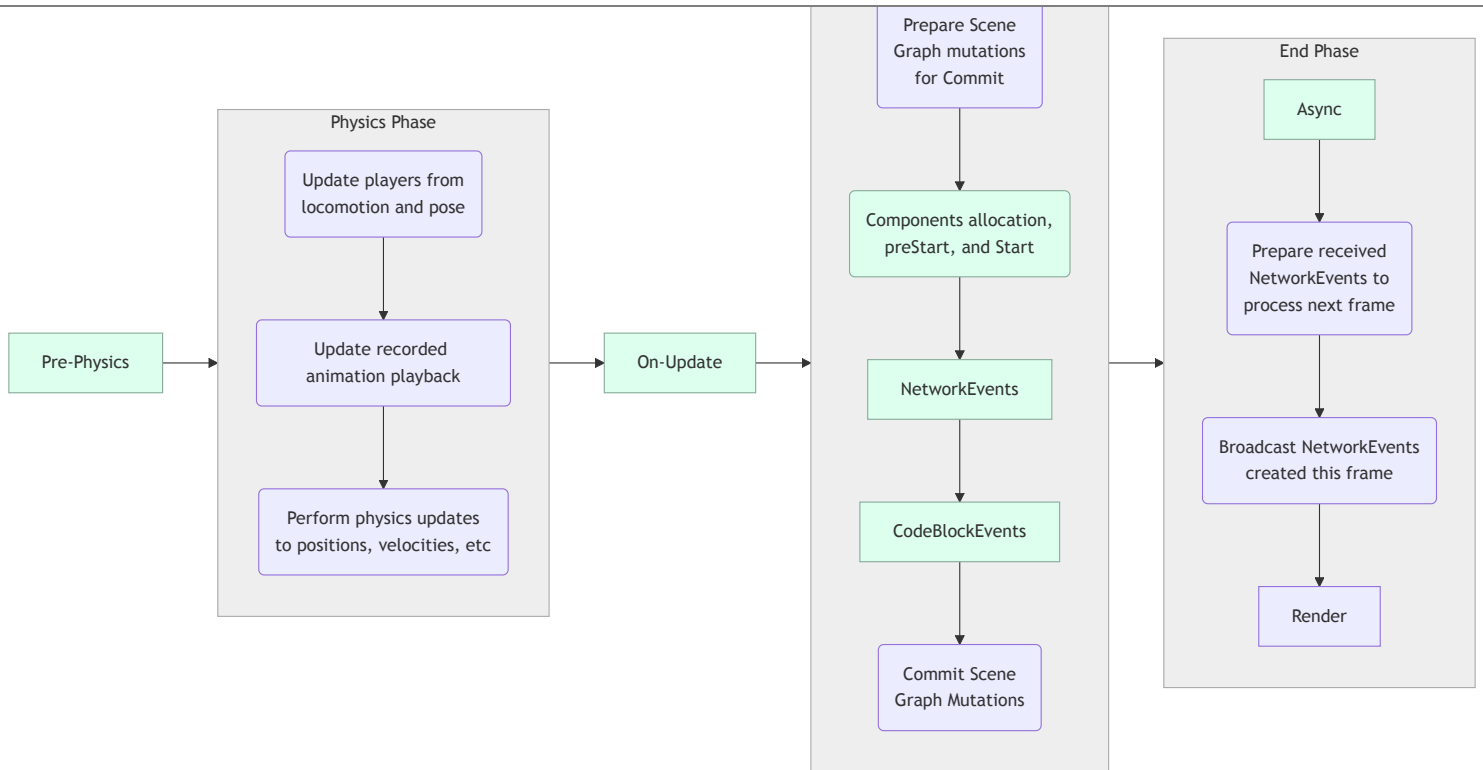 Pre-Physics
Physics Phase
Update players from
locomotion and pose
Update recorded
animation playback
Perform physics updates
to positions, velocities, etc
On-Update
Prepare Scene
Graph mutations
for Commit
Components allocation,
preStart, and Start
NetworkEvents
CodeBlockEvents
Commit Scene
Graph Mutations
End Phase
Async
Prepare received
NetworkEvents to
process next frame
Broadcast NetworkEvents
created this frame
Render